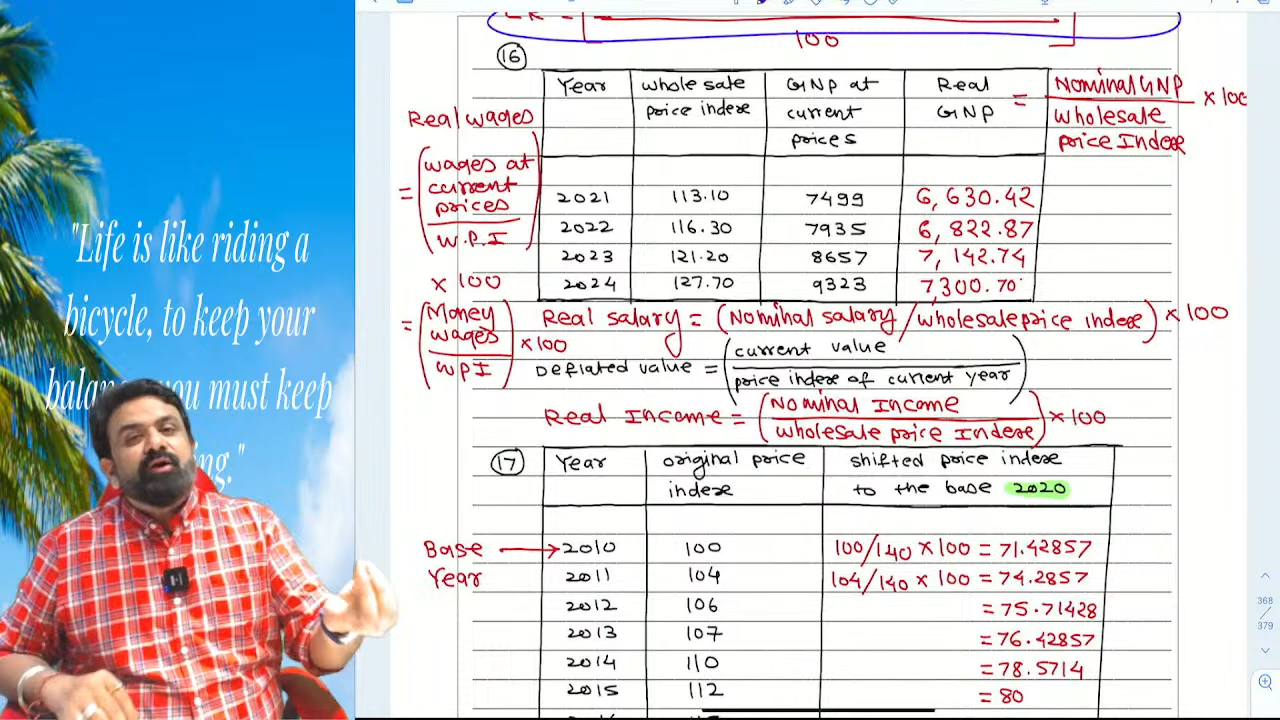 "Life is like riding a
bicycle, to keep your
you must keep
ng."
100
16
Year
whole sale
price index
GNP at
current
prices
Real
GNP
= Nominal GNP
wholesale
price Index
× 100
Real wages
= (wages at
current
prices
W.P.I)
× 100
= (Money
wages
WPI) × 100
2021 113.10 7499 6,630.42
2022 116.30 7935 6,822.87
2023 121.20 8657 7,142.74
2024 127.70 9323 7,300.70
Real salary = (Nominal salary / wholesale price index) × 100
Deflated value = (current value
price index of current year)
Real Income = (Nominal Income
wholesale price Index) × 100
17
Year
original price
index
shifted price index
to the base 2020
Base
Year
2010 100 100/140 × 100 = 71.42857
2011 104 104/140 × 100 = 74.2857
2012 106 = 75.71428
2013 107 = 76.42857
2014 110 = 78.5714
2015 112 = 80
368
379